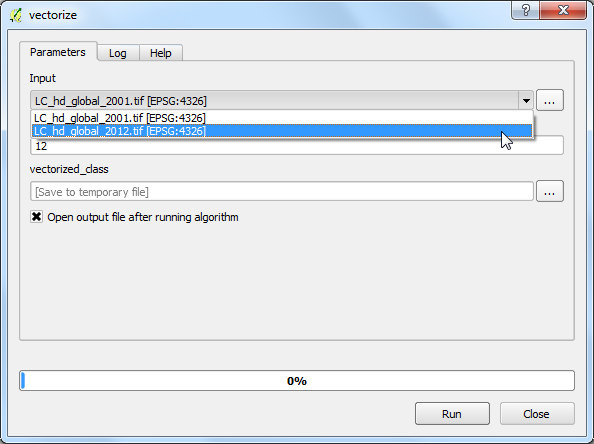 vectorize
?
Parameters Log Help
Input
LC_hd_global_2001.tif [EPSG:4326]
...
LC_hd_global_2001.tif [EPSG:4326]
LC_hd_global_2012.tif [EPSG:4326]
12
vectorized_class
[Save to temporary file]
...
Open output file after running algorithm
0%
Run Close